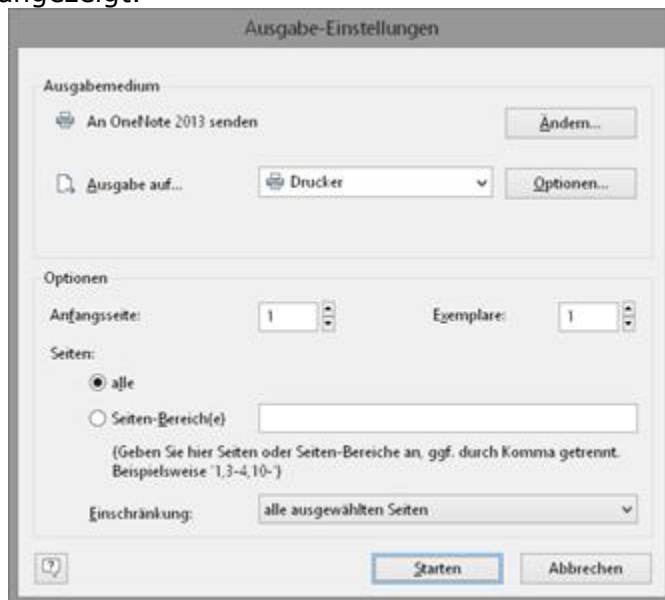 angezeigt.
Ausgabe-Einstellungen
Ausgabemedium
An OneNote 2013 senden
Ändern...
Ausgabe auf...
Drucker
Optionen...
Optionen
Anfangsseite:
1
Exemplare:
1
Seiten:
alle
Seiten-Bereich(e)
(Geben Sie hier Seiten oder Seiten-Bereiche an, ggf. durch Komma getrennt.
Beispielsweise '1,3-4,10-')
Einschränkung:
alle ausgewählten Seiten
?
Starten
Abbrechen